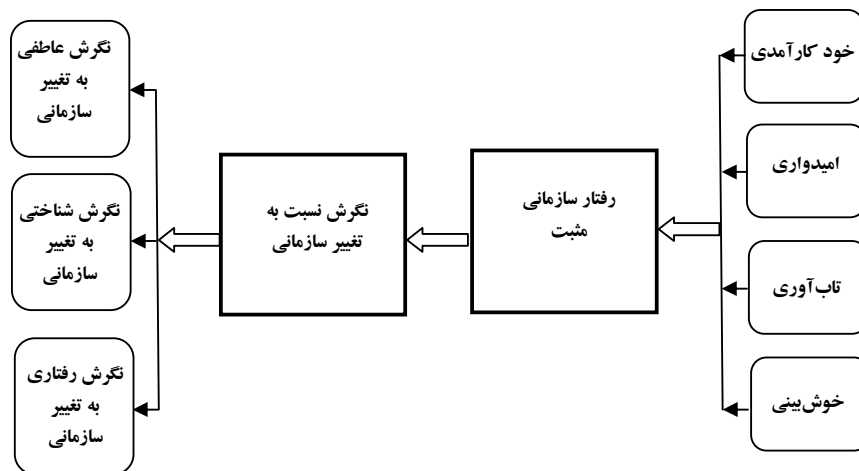 خود کارآمدی
امیدواری
تاب‌آوری
خوش‌بینی
رفتار سازمانی
مثبت
نگرش نسبت به
تغییر سازمانی
نگرش عاطفی
به تغییر
سازمانی
نگرش شناختی
به تغییر
سازمانی
نگرش رفتاری
به تغییر
سازمانی